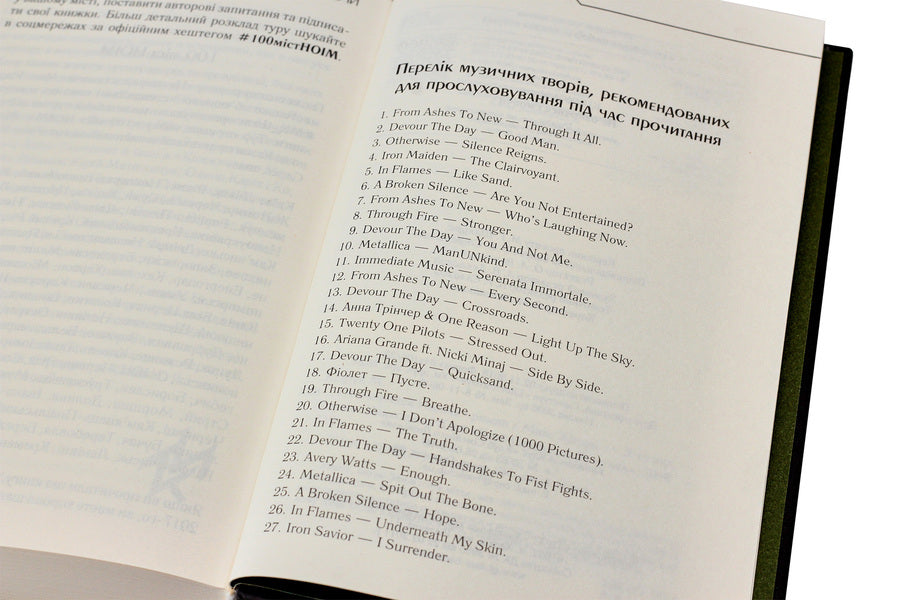 у вашому місті, поставити авторові запитання та підписа-
ти свої книжки. Більш детальний розклад туру шукайте
в соцмережах за офіційним хештегом #100містНОІМ.
Перелік музичних творів, рекомендованих
для прослуховування під час прочитання
1. From Ashes To New — Through It All.
2. Devour The Day — Good Man.
3. Otherwise — Silence Reigns.
4. Iron Maiden — The Clairvoyant.
5. In Flames — Like Sand.
6. A Broken Silence — Are You Not Entertained?
7. From Ashes To New — Who's Laughing Now.
8. Through Fire — Stronger.
9. Devour The Day — You And Not Me.
10. Metallica — ManUNkind.
11. Immediate Music — Serenata Immortale.
12. From Ashes To New — Every Second.
13. Devour The Day — Crossroads.
14. Анна Трінчер & One Reason — Light Up The Sky.
15. Twenty One Pilots — Stressed Out.
16. Ariana Grande ft. Nicki Minaj — Side By Side.
17. Devour The Day — Quicksand.
18. Фіолет — Пусте.
19. Through Fire — Breathe.
20. Otherwise — I Don't Apologize (1000 Pictures).
21. In Flames — The Truth.
22. Devour The Day — Handshakes To Fist Fights.
23. Avery Watts — Enough.
24. Metallica — Spit Out The Bone.
25. A Broken Silence — Hope.
26. In Flames — Underneath My Skin.
27. Iron Savior — I Surrender.